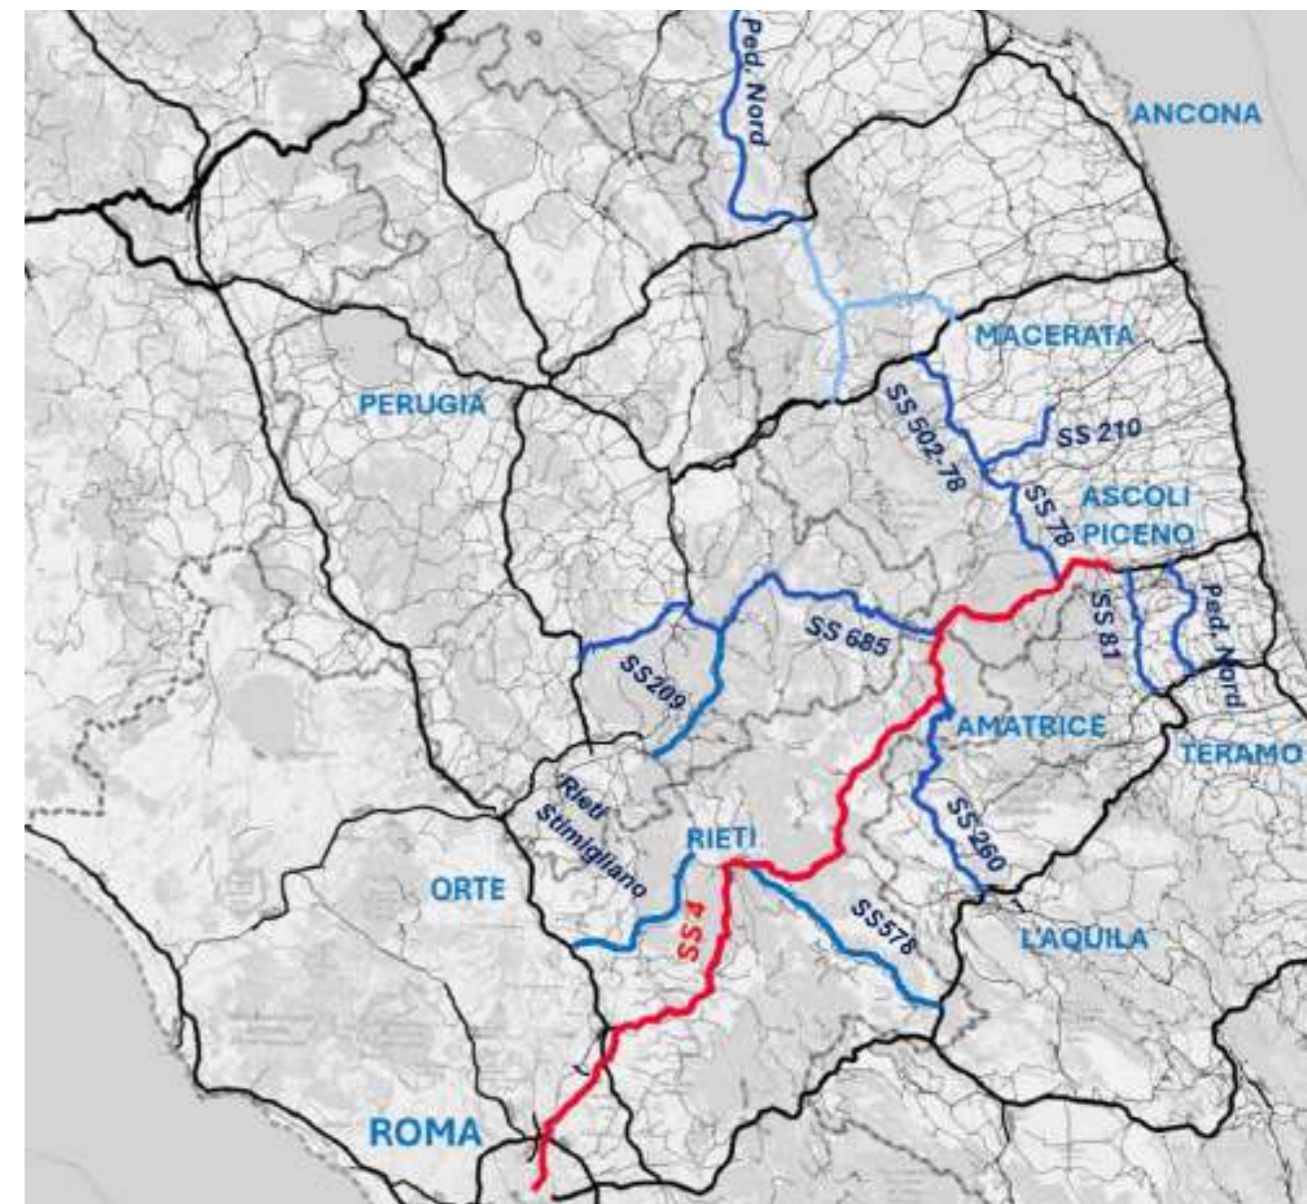 Ped. Nord
ANCONA
MACERATA
PERUGIA
SS 502-78
SS 210
SS 78
ASCOLI
PICENO
SS 81
Ped. Nord
SS 685
SS209
AMATRICE
TERAMO
Rieti
Stimigliano
RIETI
SS 260
ORTE
SS 4
SS578
L'AQUILA
ROMA